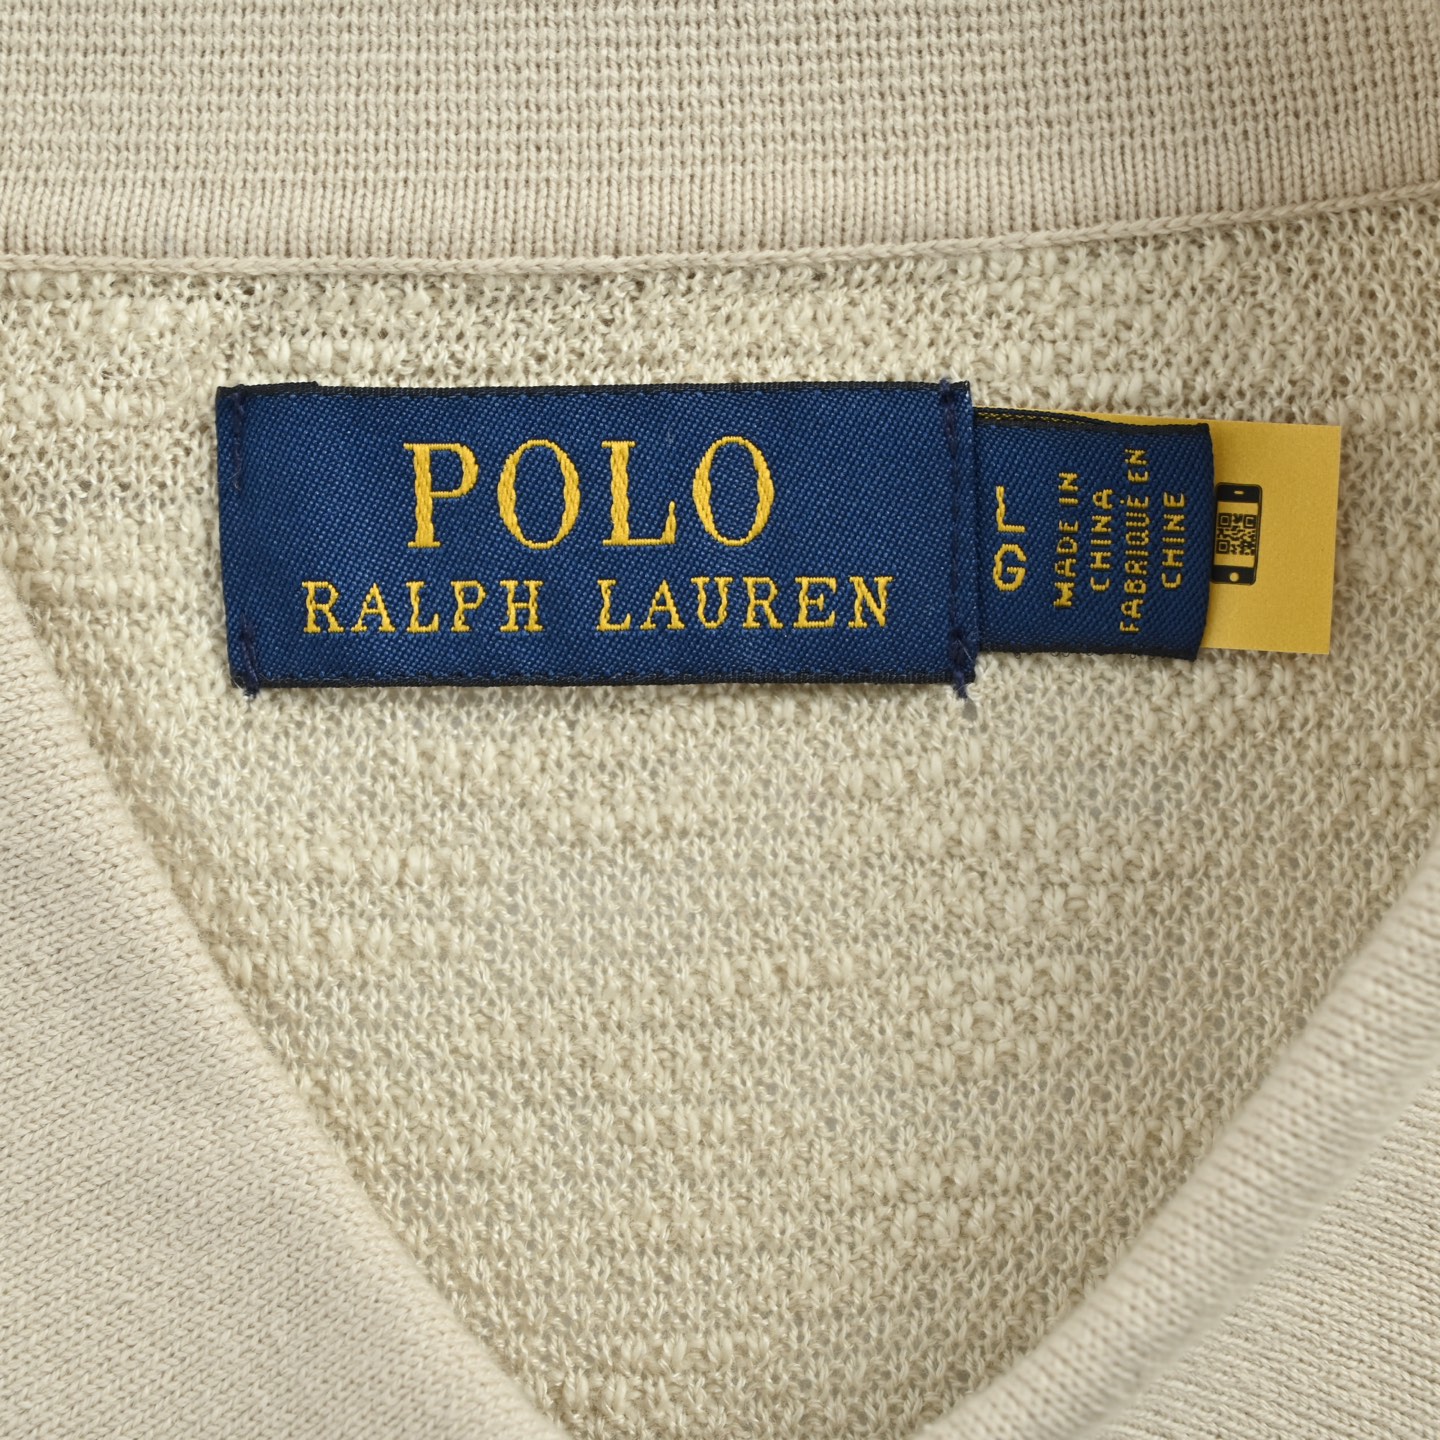 POLO
RALPH LAUREN
L
G
MADE IN
CHINA
FABRIQUÉ EN
CHINE